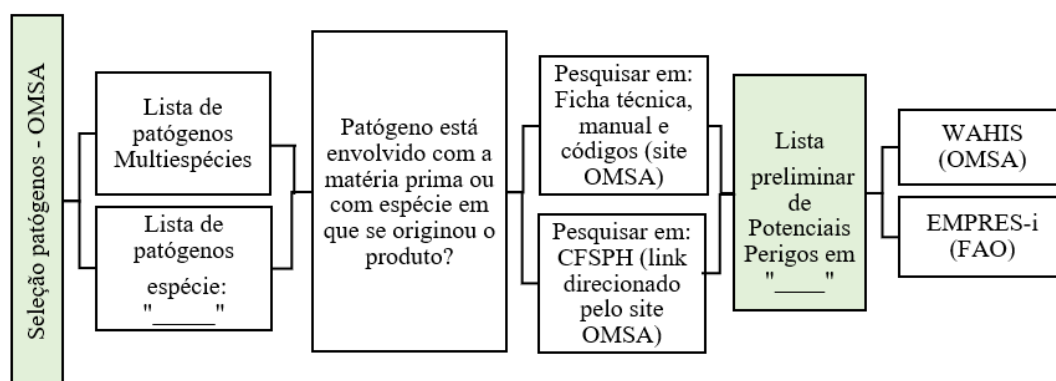 Seleção patógenos - OMSA
Lista de
patógenos
Multiespécies
Lista de
patógenos
espécie:
"_____"
Patógeno está
envolvido com a
matéria prima ou
com espécie em
que se originou o
produto?
Pesquisar em:
Ficha técnica,
manual e
códigos (site
OMSA)
Pesquisar em:
CFSPH (link
direcionado
pelo site
OMSA)
Lista
preliminar
de
Potenciais
Perigos em
"____"
WAHIS
(OMSA)
EMPRES-i
(FAO)